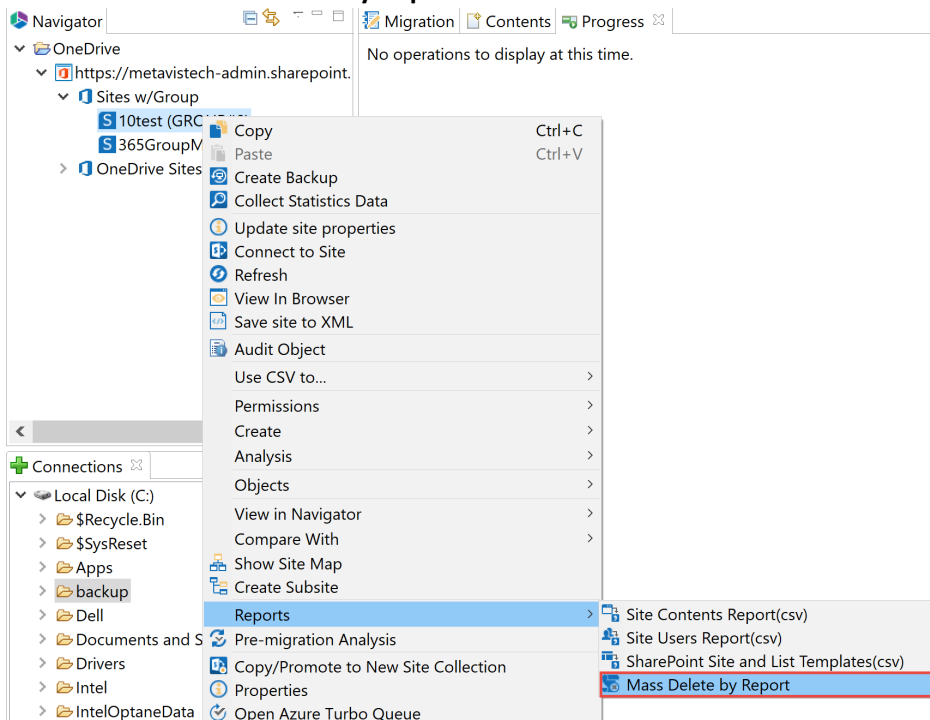 Navigator
Migration
Contents
Progress
OneDrive
https://metavistech-admin.sharepoint.
Sites w/Group
10test
365GroupM
OneDrive Sites
No operations to display at this time.
Copy Ctrl+C
Paste Ctrl+V
Create Backup
Collect Statistics Data
Update site properties
Connect to Site
Refresh
View In Browser
Save site to XML
Audit Object
Use CSV to...
Permissions
Create
Analysis
Objects
View in Navigator
Compare With
Show Site Map
Create Subsite
Reports
Pre-migration Analysis
Copy/Promote to New Site Collection
Properties
Open Azure Turbo Queue
Site Contents Report(csv)
Site Users Report(csv)
SharePoint Site and List Templates(csv)
Mass Delete by Report
Connections
Local Disk (C:)
$Recycle.Bin
$SysReset
Apps
backup
Dell
Documents and S
Drivers
Intel
IntelOptaneData